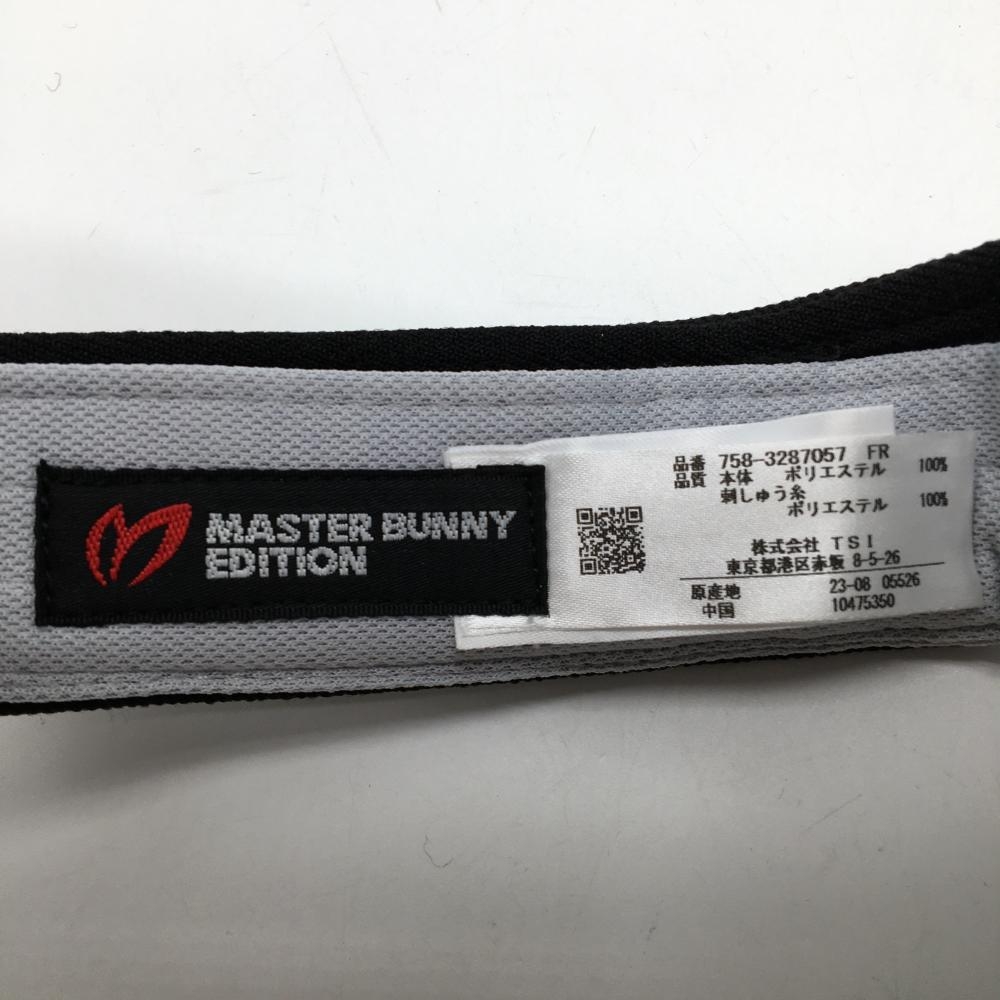 MASTER BUNNY
EDITION
品番 758-3287057 FR
品質 本体 ポリエステル 100%
刺しゅう糸
ポリエステル 100%
株式会社 TSI
東京都港区赤坂 8-5-26
原産地 23-08 05526
中国 10475350